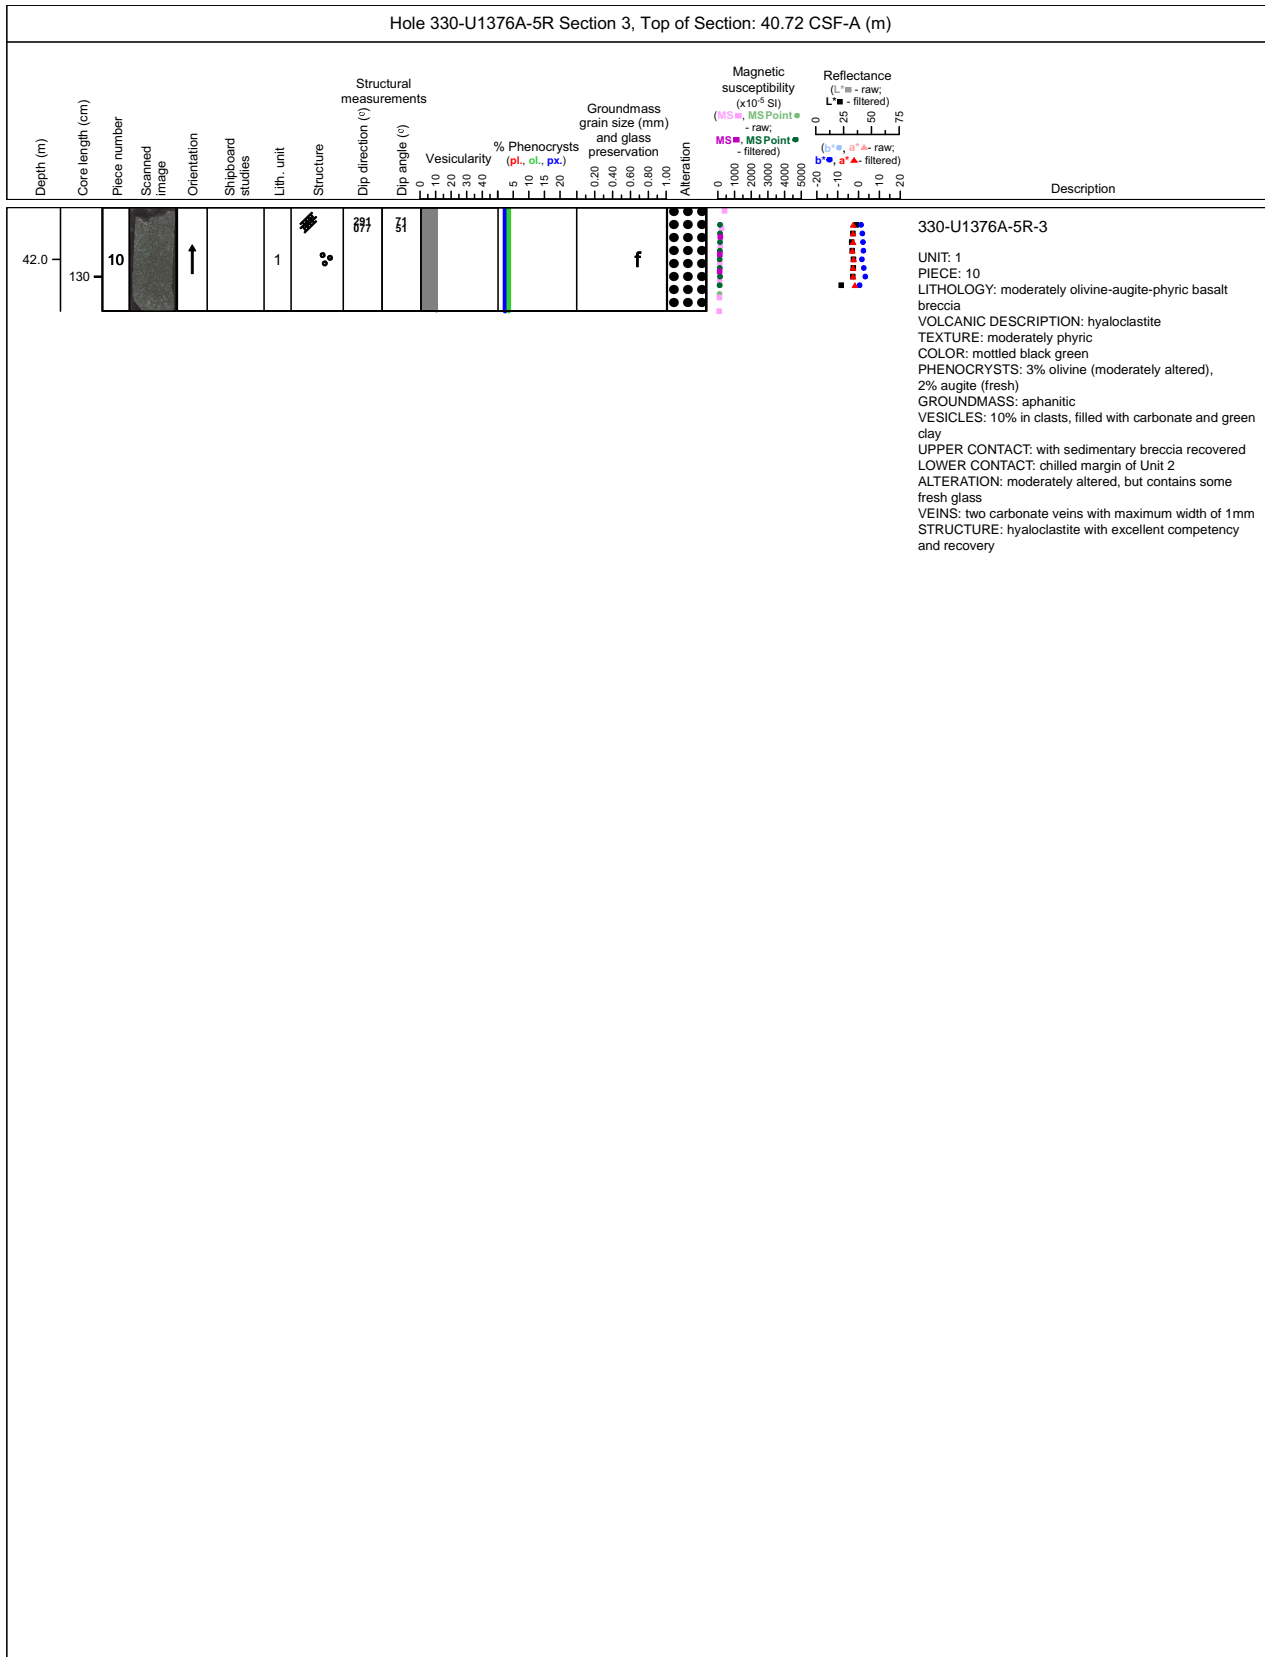 Hole 330-U1376A-5R Section 3, Top of Section: 40.72 CSF-A (m)
Depth (m)
Core length (cm)
Piece number
Scanned
image
Orientation
Shipboard
studies
Lith. unit
Structure
Structural
measurements
Dip direction (º)
Dip angle (º)
Vesicularity
0 10 20 30 40
% Phenocrysts
(pl., ol., px.)
5 10 15 20
Groundmass
grain size (mm)
and glass
preservation
0.20 0.40 0.60 0.80 1.00
Alteration
Magnetic
susceptibility
(x10⁻⁵ SI)
(MS■, MSPoint●
- raw;
MS■, MSPoint●
- filtered)
0 1000 2000 3000 4000 5000
Reflectance
(L*■ - raw;
L*■ - filtered)
0 25 50 75
(b*●, a*▲- raw;
b*●, a*▲- filtered)
-20 -10 0 10 20
Description
42.0
130
10
1
291
077
71
51
f
330-U1376A-5R-3
UNIT: 1
PIECE: 10
LITHOLOGY: moderately olivine-augite-phyric basalt
breccia
VOLCANIC DESCRIPTION: hyaloclastite
TEXTURE: moderately phyric
COLOR: mottled black green
PHENOCRYSTS: 3% olivine (moderately altered),
2% augite (fresh)
GROUNDMASS: aphanitic
VESICLES: 10% in clasts, filled with carbonate and green
clay
UPPER CONTACT: with sedimentary breccia recovered
LOWER CONTACT: chilled margin of Unit 2
ALTERATION: moderately altered, but contains some
fresh glass
VEINS: two carbonate veins with maximum width of 1mm
STRUCTURE: hyaloclastite with excellent competency
and recovery